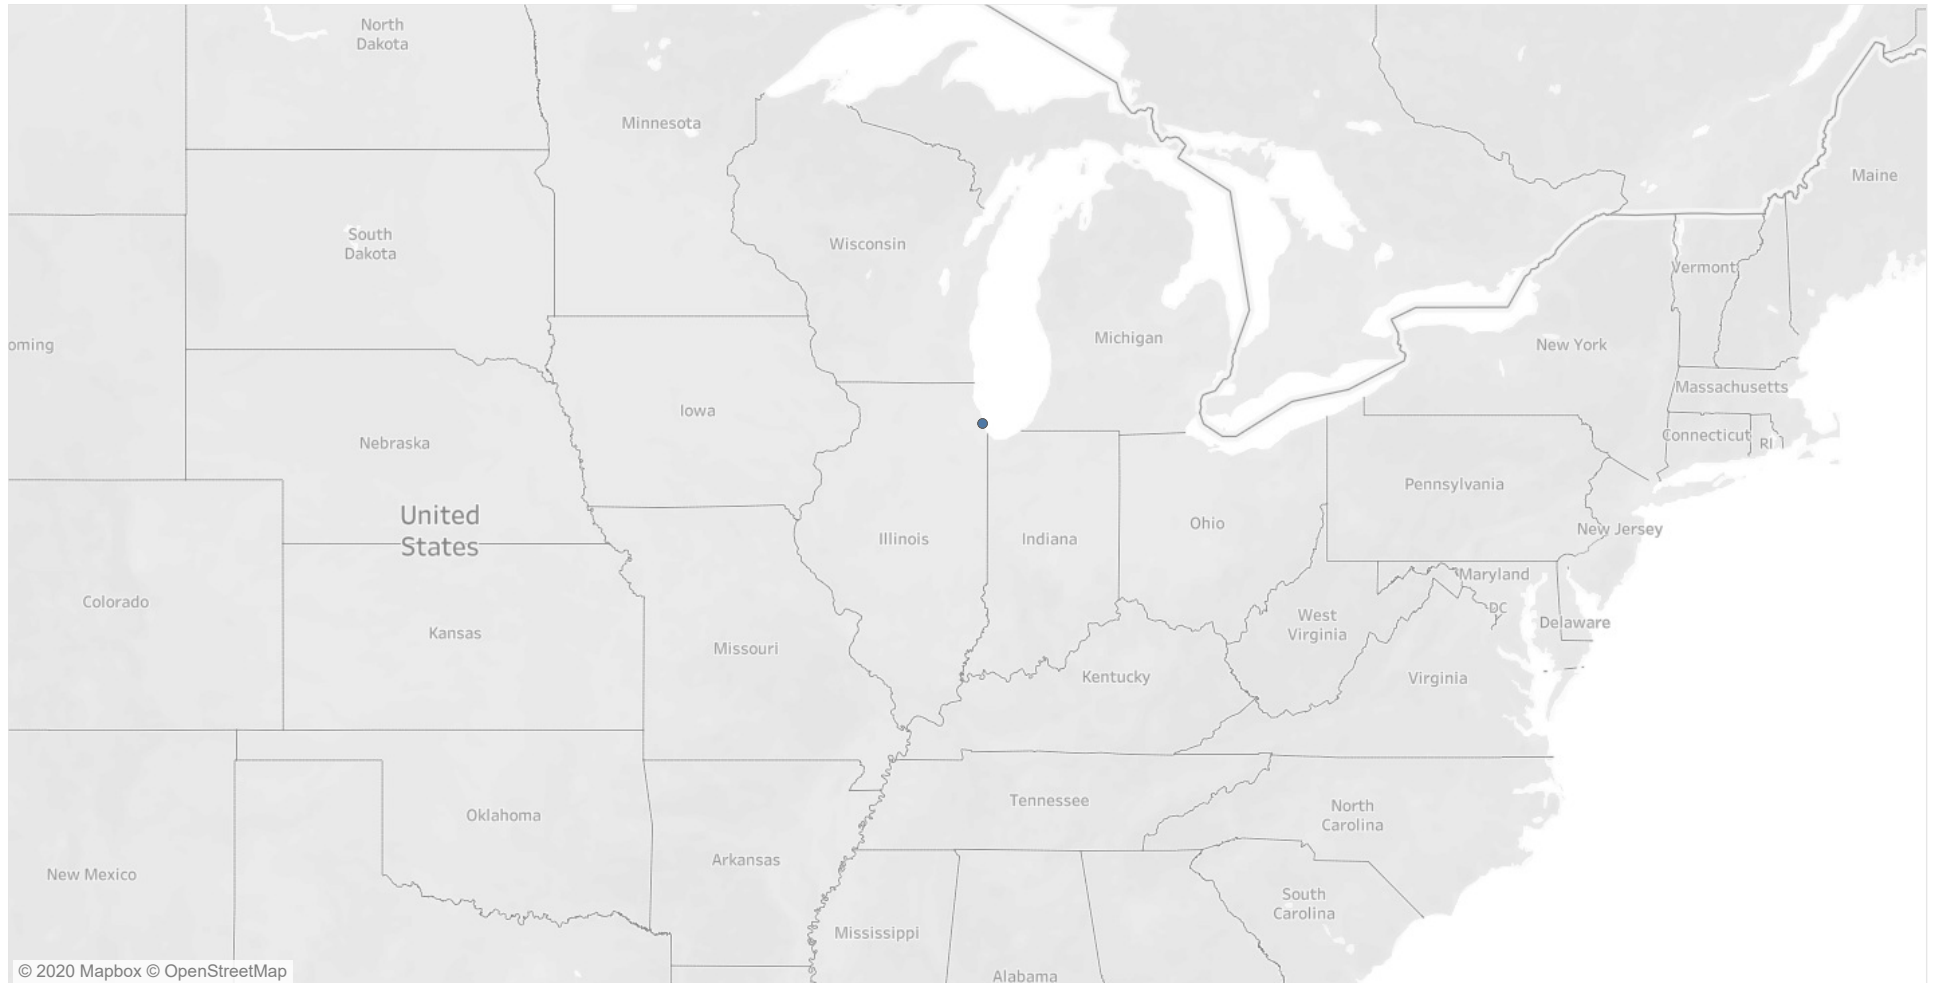 North
Dakota
Minnesota
Maine
South
Dakota
Wisconsin
Vermont
oming
Michigan
New York
Massachusetts
Iowa
Nebraska
Connecticut
RI
Pennsylvania
United
States
Illinois
Indiana
Ohio
New Jersey
Maryland
Colorado
DC
Kansas
West
Virginia
Delaware
Missouri
Kentucky
Virginia
Tennessee
Oklahoma
North
Carolina
Arkansas
New Mexico
South
Carolina
Mississippi
Alabama
© 2020 Mapbox © OpenStreetMap